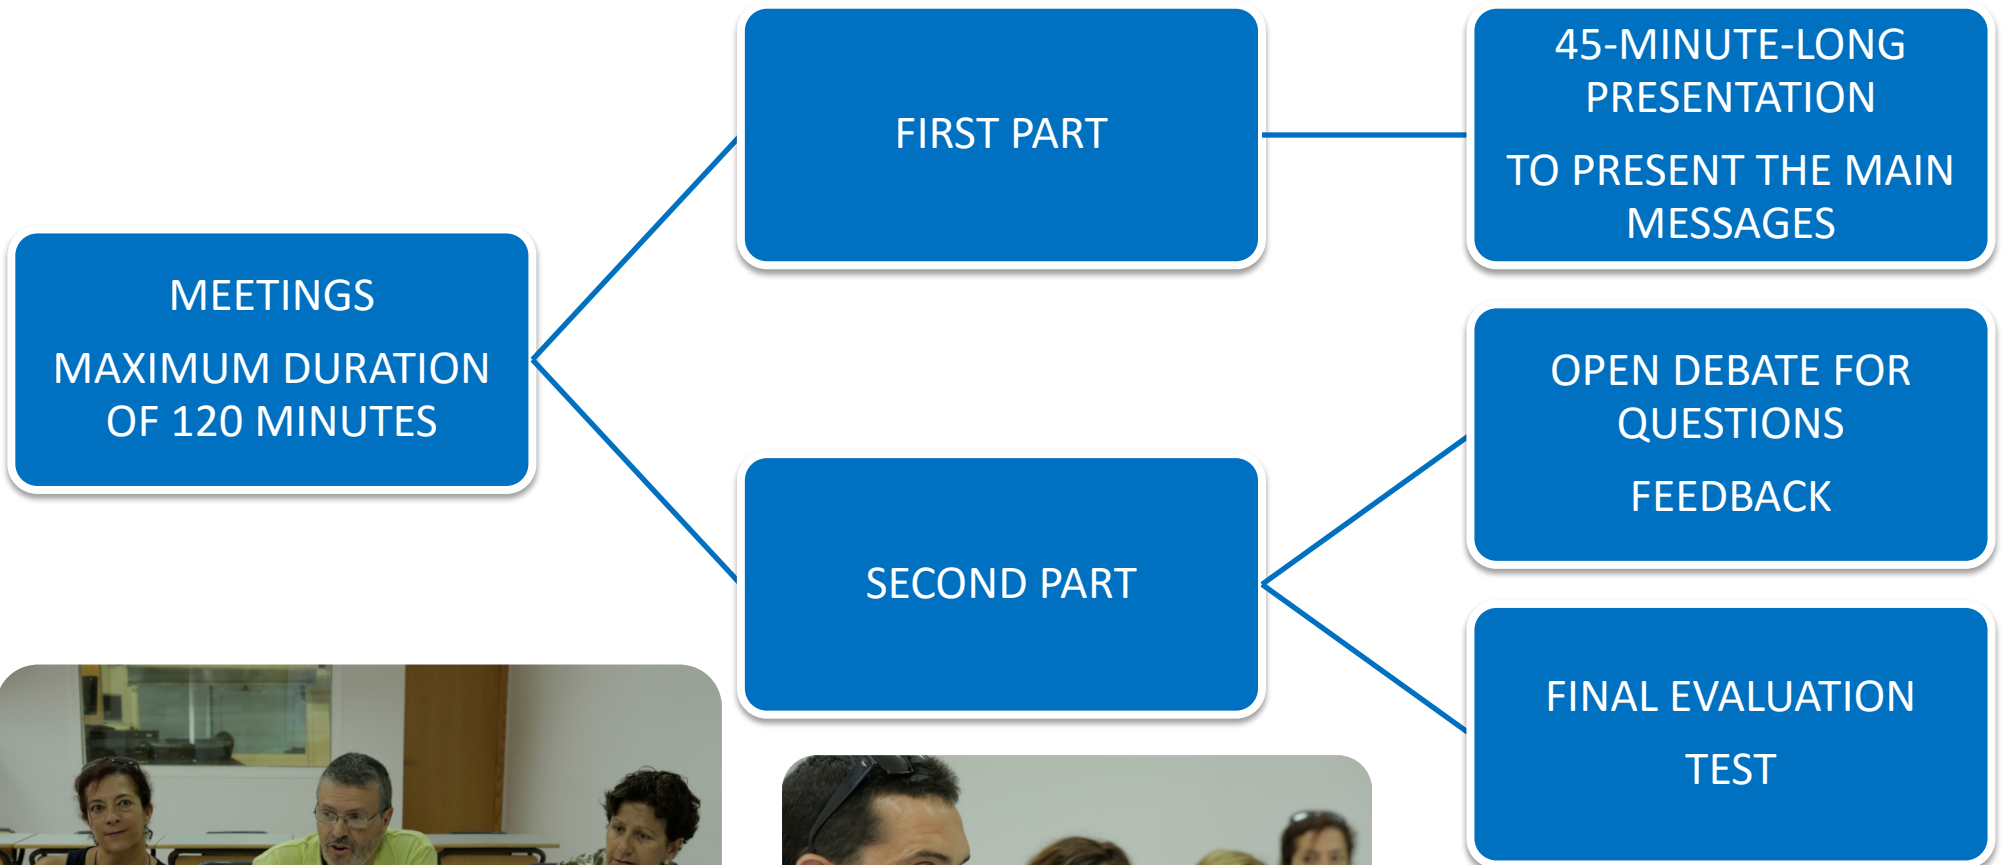 MEETINGS
MAXIMUM DURATION
OF 120 MINUTES
FIRST PART
45-MINUTE-LONG
PRESENTATION
TO PRESENT THE MAIN
MESSAGES
SECOND PART
OPEN DEBATE FOR
QUESTIONS
FEEDBACK
FINAL EVALUATION
TEST